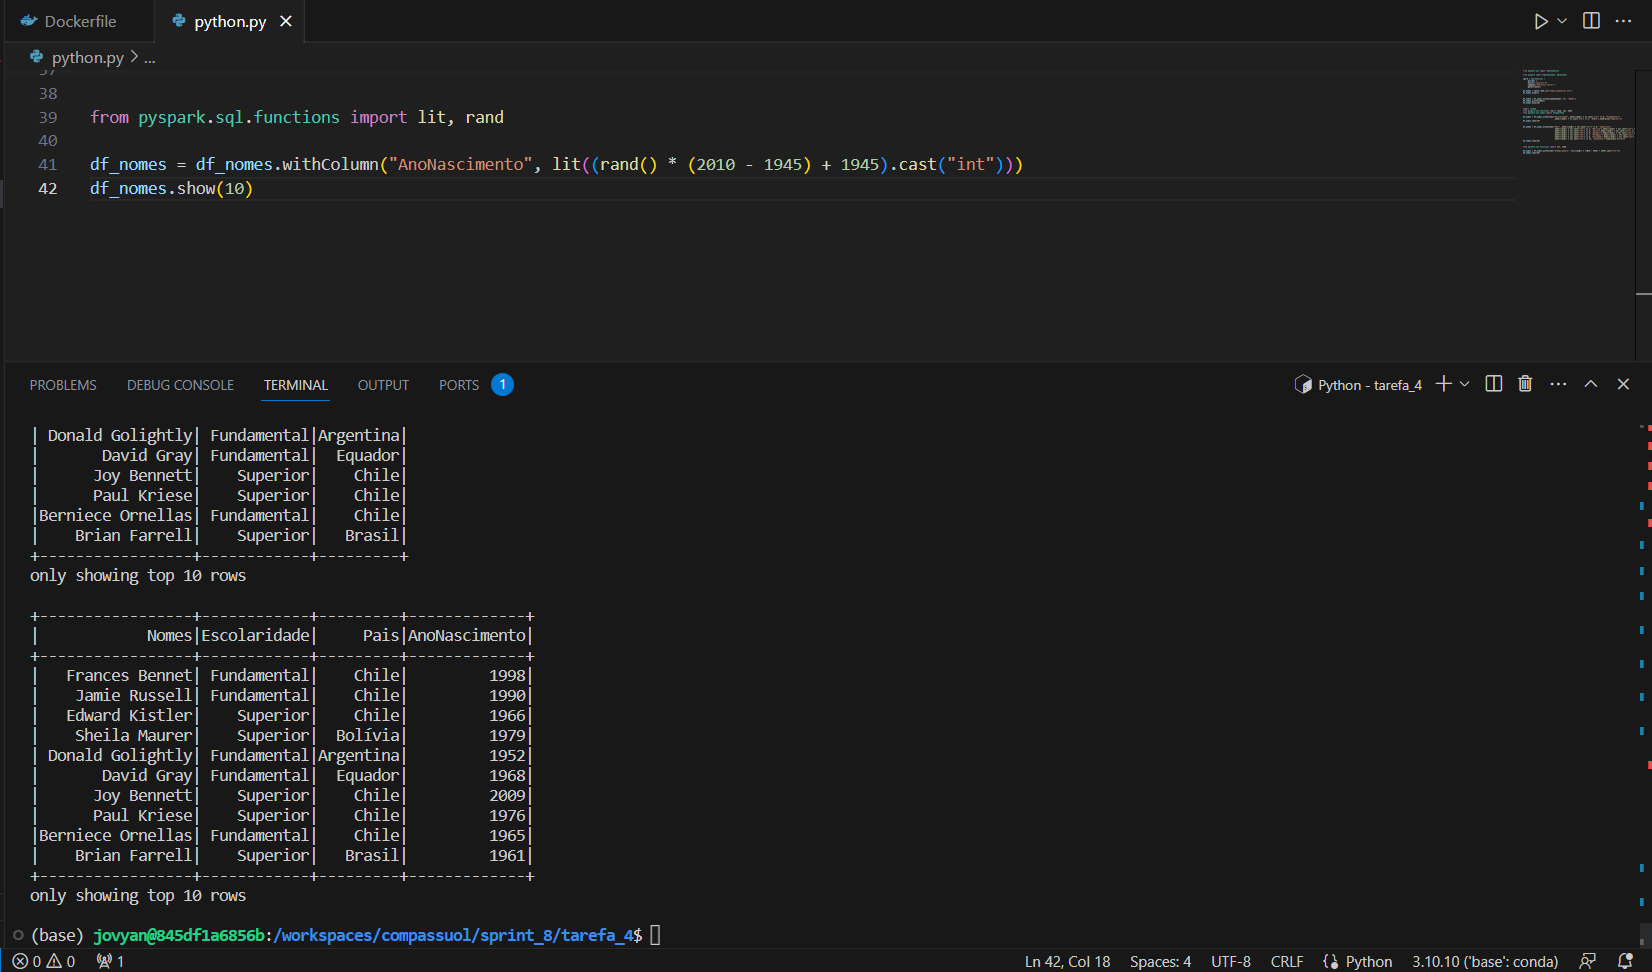 Dockerfile python.py
python.py > ...
37
38
39 from pyspark.sql.functions import lit, rand
40
41 df_nomes = df_nomes.withColumn("AnoNascimento", lit((rand() * (2010 - 1945) + 1945).cast("int")))
42 df_nomes.show(10)
PROBLEMS DEBUG CONSOLE TERMINAL OUTPUT PORTS 1 Python - tarefa_4
| Donald Golightly| Fundamental|Argentina|
|       David Gray| Fundamental|  Equador|
|      Joy Bennett|    Superior|    Chile|
|      Paul Kriese|    Superior|    Chile|
|Berniece Ornellas| Fundamental|    Chile|
|    Brian Farrell|    Superior|   Brasil|
+-----------------+------------+---------+
only showing top 10 rows
+-----------------+------------+---------+-------------+
|            Nomes|Escolaridade|     Pais|AnoNascimento|
+-----------------+------------+---------+-------------+
|   Frances Bennet| Fundamental|    Chile|         1998|
|    Jamie Russell| Fundamental|    Chile|         1990|
|   Edward Kistler|    Superior|    Chile|         1966|
|    Sheila Maurer|    Superior|  Bolívia|         1979|
| Donald Golightly| Fundamental|Argentina|         1952|
|       David Gray| Fundamental|  Equador|         1968|
|      Joy Bennett|    Superior|    Chile|         2009|
|      Paul Kriese|    Superior|    Chile|         1976|
|Berniece Ornellas| Fundamental|    Chile|         1965|
|    Brian Farrell|    Superior|   Brasil|         1961|
+-----------------+------------+---------+-------------+
only showing top 10 rows
(base) jovyan@845df1a6856b:/workspaces/compassuol/sprint_8/tarefa_4$
0 0 1 Ln 42, Col 18 Spaces: 4 UTF-8 CRLF Python 3.10.10 ('base': conda)